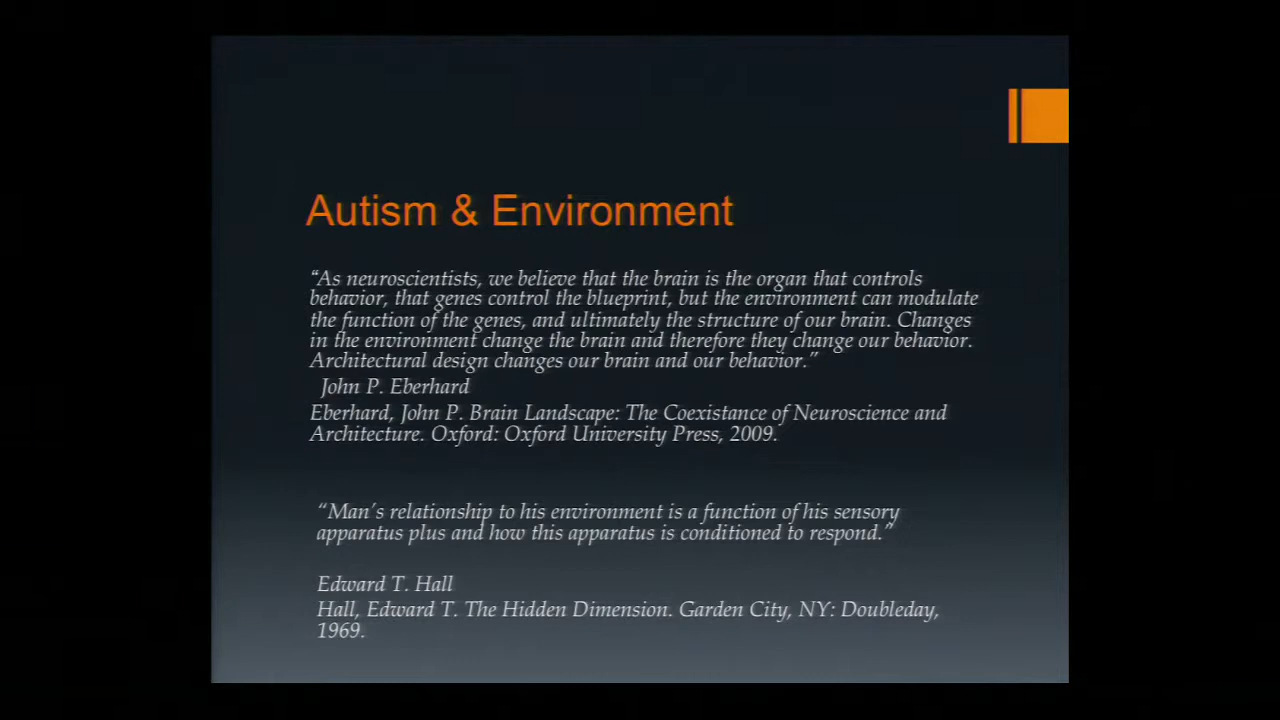 Autism & Environment
“As neuroscientists, we believe that the brain is the organ that controls
behavior, that genes control the blueprint, but the environment can modulate
the function of the genes, and ultimately the structure of our brain. Changes
in the environment change the brain and therefore they change our behavior.
Architectural design changes our brain and our behavior.”
John P. Eberhard
Eberhard, John P. Brain Landscape: The Coexistance of Neuroscience and
Architecture. Oxford: Oxford University Press, 2009.
“Man’s relationship to his environment is a function of his sensory
apparatus plus and how this apparatus is conditioned to respond.”
Edward T. Hall
Hall, Edward T. The Hidden Dimension. Garden City, NY: Doubleday,
1969.